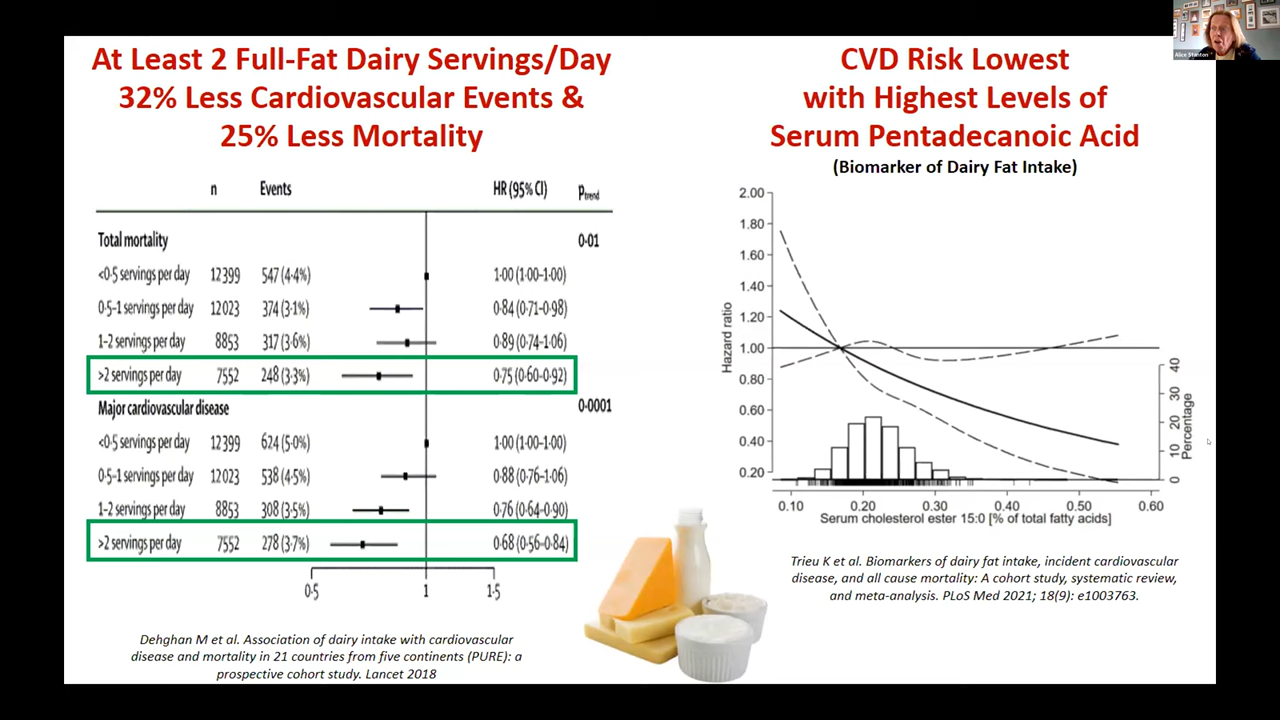 Alice Stanton
At Least 2 Full-Fat Dairy Servings/Day
32% Less Cardiovascular Events &
25% Less Mortality
n Events HR (95% CI) Ptrend
Total mortality 0·01
<0·5 servings per day 12399 547 (4·4%) 1·00 (1·00–1·00)
0·5–1 servings per day 12023 374 (3·1%) 0·84 (0·71–0·98)
1–2 servings per day 8853 317 (3·6%) 0·89 (0·74–1·06)
>2 servings per day 7552 248 (3·3%) 0·75 (0·60–0·92)
Major cardiovascular disease 0·0001
<0·5 servings per day 12399 624 (5·0%) 1·00 (1·00–1·00)
0·5–1 servings per day 12023 538 (4·5%) 0·88 (0·76–1·06)
1–2 servings per day 8853 308 (3·5%) 0·76 (0·64–0·90)
>2 servings per day 7552 278 (3·7%) 0·68 (0·56–0·84)
0·5 1 1·5
Dehghan M et al. Association of dairy intake with cardiovascular
disease and mortality in 21 countries from five continents (PURE): a
prospective cohort study. Lancet 2018
CVD Risk Lowest
with Highest Levels of
Serum Pentadecanoic Acid
(Biomarker of Dairy Fat Intake)
Hazard ratio
2.00
1.80
1.60
1.40
1.20
1.00
0.80
0.60
0.40
0.20
40
30
20
10
0
Percentage
0.10 0.20 0.30 0.40 0.50 0.60
Serum cholesterol ester 15:0 [% of total fatty acids]
Trieu K et al. Biomarkers of dairy fat intake, incident cardiovascular
disease, and all cause mortality: A cohort study, systematic review,
and meta-analysis. PLoS Med 2021; 18(9): e1003763.